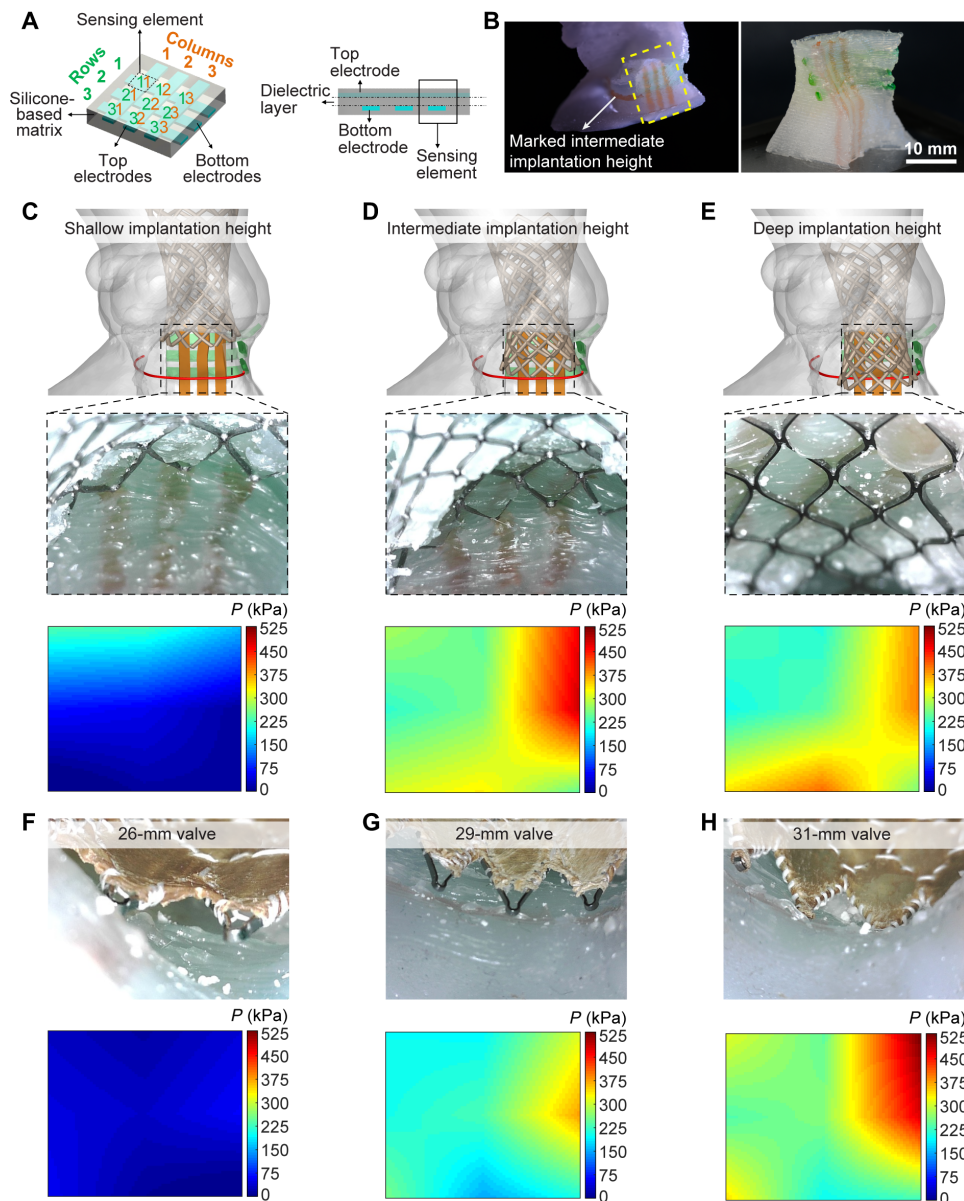 A
Sensing element
Rows
1
2
3
Columns
1
2
3
11
12
13
21
22
23
31
32
33
Silicone-
based matrix
Top
electrodes
Bottom
electrodes
Top
electrode
Dielectric
layer
Bottom
electrode
Sensing
element
B
Marked intermediate
implantation height
10 mm
C
Shallow implantation height
P (kPa)
525
450
375
300
225
150
75
0
D
Intermediate implantation height
P (kPa)
525
450
375
300
225
150
75
0
E
Deep implantation height
P (kPa)
525
450
375
300
225
150
75
0
F
26-mm valve
P (kPa)
525
450
375
300
225
150
75
0
G
29-mm valve
P (kPa)
525
450
375
300
225
150
75
0
H
31-mm valve
P (kPa)
525
450
375
300
225
150
75
0